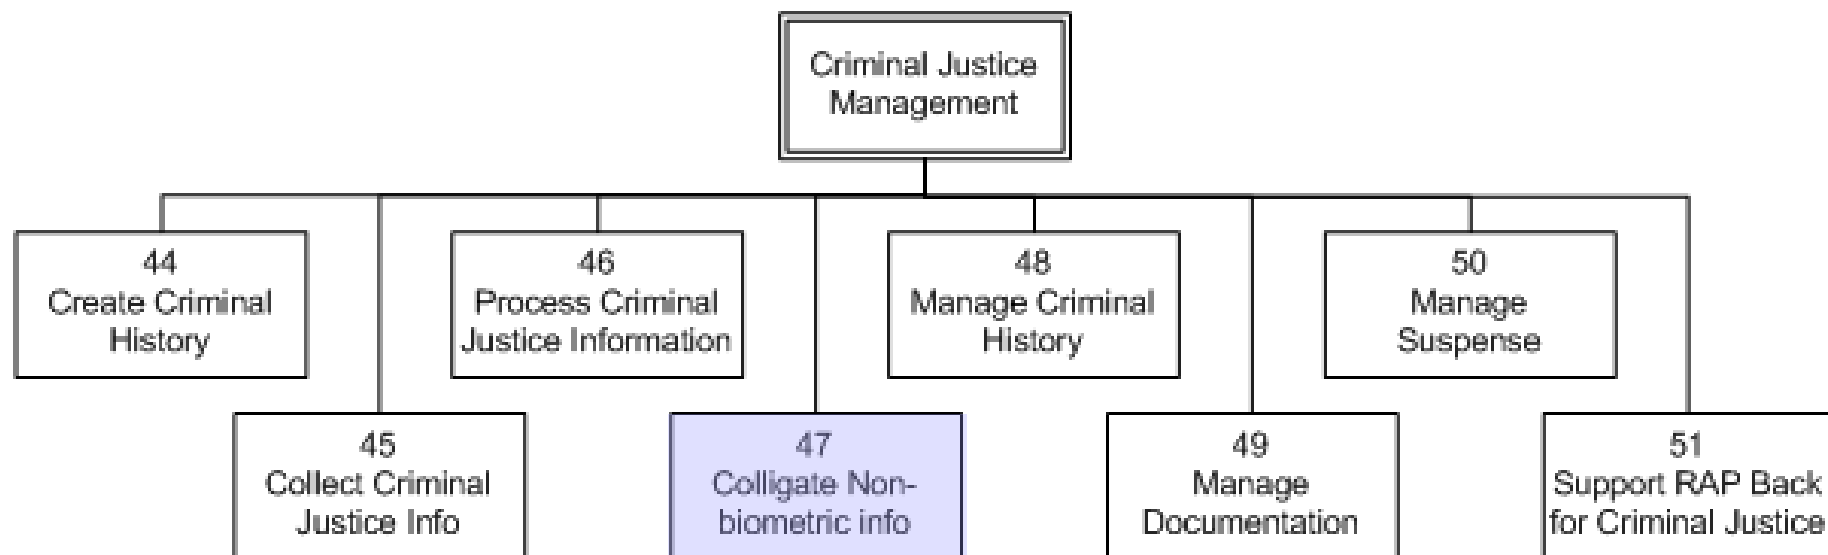 Criminal Justice
Management
44
Create Criminal
History
46
Process Criminal
Justice Information
48
Manage Criminal
History
50
Manage
Suspense
45
Collect Criminal
Justice Info
47
Colligate Non-
biometric info
49
Manage
Documentation
51
Support RAP Back
for Criminal Justice